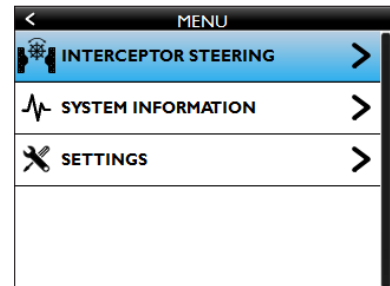 MENU
INTERCEPTOR STEERING
SYSTEM INFORMATION
SETTINGS